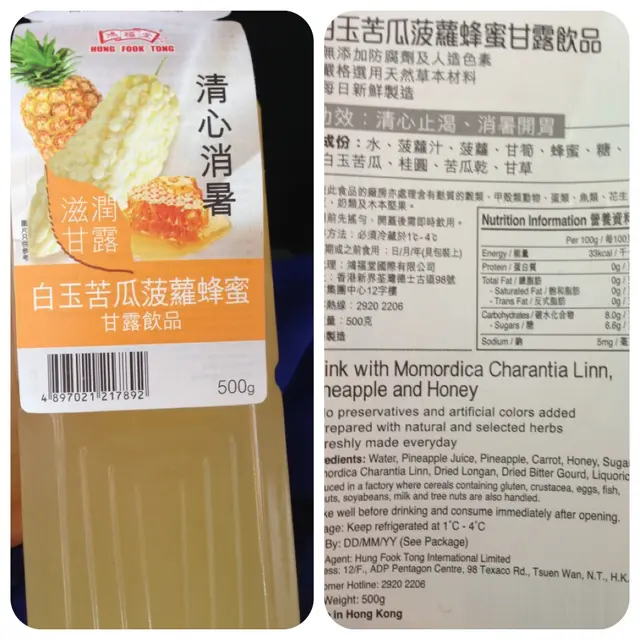 鴻福堂
HUNG FOOK TONG
清心消暑
滋潤
甘露
圖片只供參考
白玉苦瓜菠蘿蜂蜜
甘露飲品
4 897021 217892
500g
白玉苦瓜菠蘿蜂蜜甘露飲品
無添加防腐劑及人造色素
嚴格選用天然草本材料
每日新鮮製造
功效：清心止渴、消暑開胃
成份：水、菠蘿汁、菠蘿、甘筍、蜂蜜、糖、
白玉苦瓜、桂圓、苦瓜乾、甘草
此食品的廠房亦處理含有麩質的穀類、甲殼類動物、蛋類、魚類、花生
、奶類及木本堅果。
前先搖勻．開蓋後需即時飲用。
方法：必須冷藏於1℃- 4℃
期或之前食用：日/月/年(見包裝上)
理：鴻福堂國際有限公司
：香港新界荃灣德士古道98號
集團中心12字樓
熱線：2920 2206
量：500克
製造
Nutrition Information 營養資料
Per 100g / 每100
Energy / 能量 33kcal / 千
Protein / 蛋白質 0g /
Total Fat / 總脂肪 0g /
- Saturated Fat / 飽和脂肪 0g /
- Trans Fat / 反式脂肪 0g /
Carbohydrates / 碳水化合物 8.0g /
- Sugars / 糖 6.6g /
Sodium / 鈉 5mg / 毫
ink with Momordica Charantia Linn,
neapple and Honey
No preservatives and artificial colors added
repared with natural and selected herbs
reshly made everyday
edients: Water, Pineapple Juice, Pineapple, Carrot, Honey, Sugar
mordica Charantia Linn, Dried Longan, Dried Bitter Gourd, Liquoric
duced in a factory where cereals containing gluten, crustacea, eggs, fish,
nuts, soyabeans, milk and tree nuts are also handled.
ke well before drinking and consume immediately after opening.
age: Keep refrigerated at 1℃ - 4℃
By: DD/MM/YY (See Package)
Agent: Hung Fook Tong International Limited
ess: 12/F., ADP Pentagon Centre, 98 Texaco Rd., Tsuen Wan, N.T., H.K.
omer Hotline: 2920 2206
Weight: 500g
e in Hong Kong